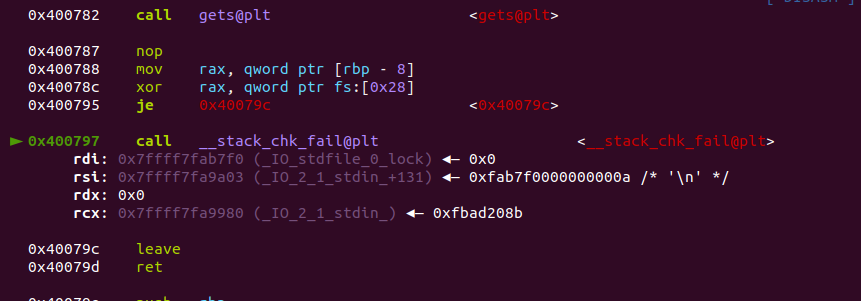 0x400782 call gets@plt <gets@plt>
0x400787 nop
0x400788 mov rax, qword ptr [rbp - 8]
0x40078c xor rax, qword ptr fs:[0x28]
0x400795 je 0x40079c <0x40079c>
► 0x400797 call __stack_chk_fail@plt <__stack_chk_fail@plt>
rdi: 0x7ffff7fab7f0 (_IO_stdfile_0_lock) ◄— 0x0
rsi: 0x7ffff7fa9a03 (_IO_2_1_stdin_+131) ◄— 0xfab7f0000000000a /* '\n' */
rdx: 0x0
rcx: 0x7ffff7fa9980 (_IO_2_1_stdin_) ◄— 0xfbad208b
0x40079c leave
0x40079d ret